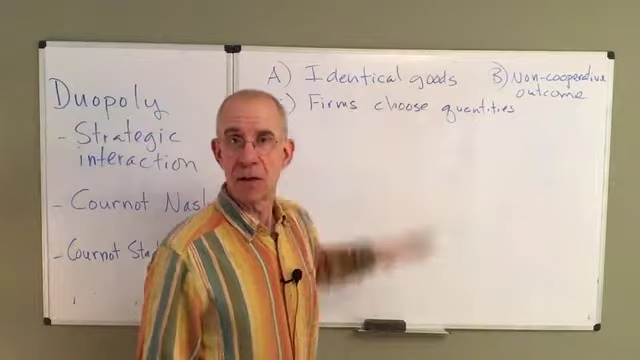 Duopoly
- Strategic
interaction
- Cournot Nas
- Cournot Sta
A) Identical goods
) Firms choose quantities
B) Non-cooperative
outcome